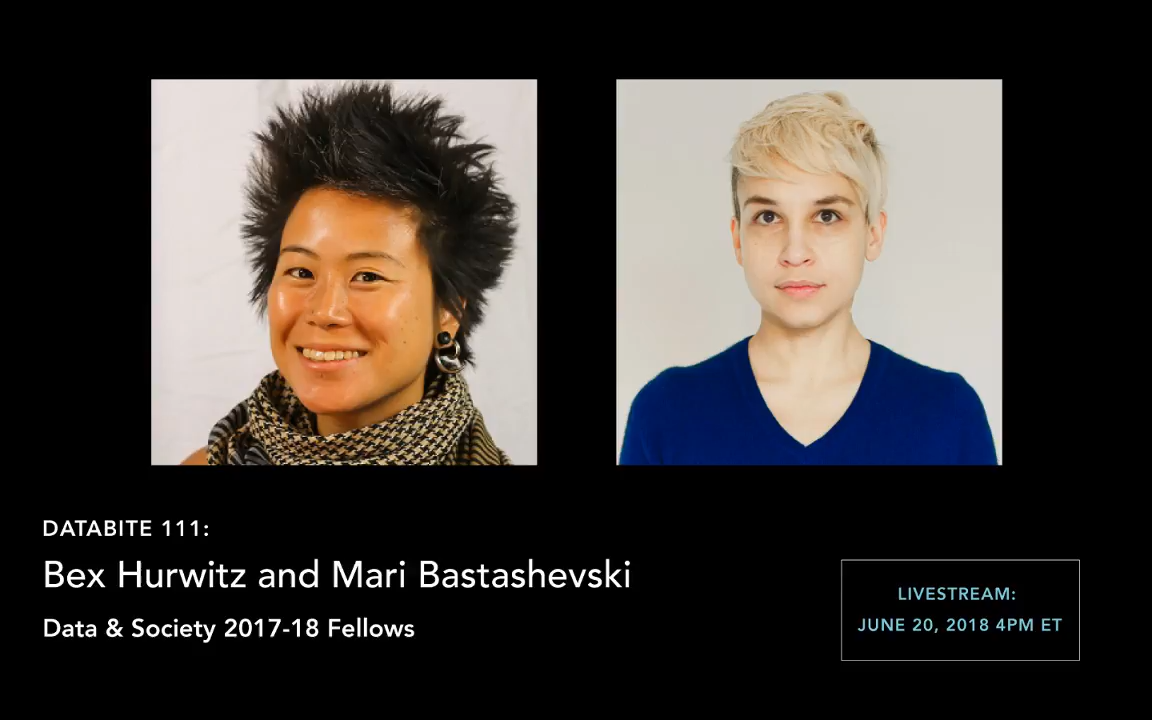 DATABITE 111:
Bex Hurwitz and Mari Bastashevski
Data & Society 2017-18 Fellows
LIVESTREAM:
JUNE 20, 2018 4PM ET